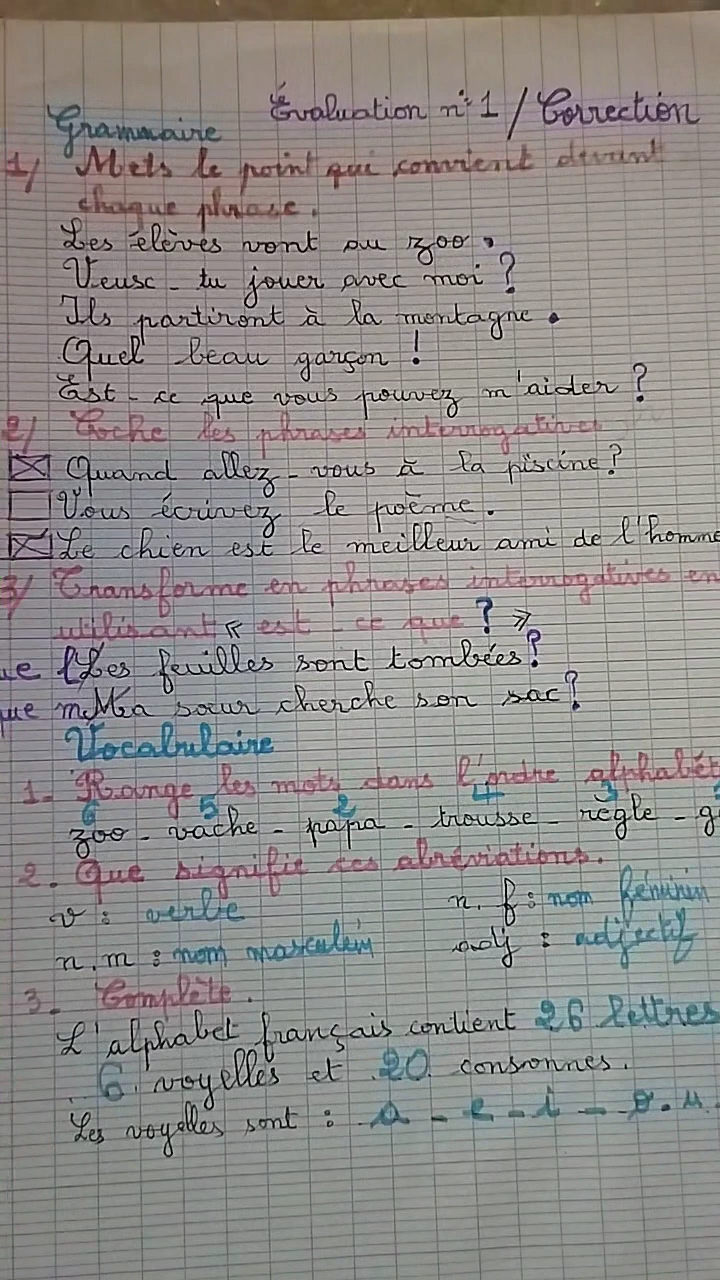 Évaluation n°1 / Correction
Grammaire
1/ Mets le point qui convient devant
chaque phrase.
Les élèves vont au zoo.
Veux-tu jouer avec moi ?
Ils partiront à la montagne.
Quel beau garçon !
Est-ce que vous pouvez m'aider ?
2/ Coche les phrases interrogatives
Quand allez-vous à la piscine ?
Vous écrivez le poème.
Le chien est le meilleur ami de l'homme
3/ Transforme en phrases interrogatives en
utilisant « est-ce que ? »
Les feuilles sont tombées ?
Ma sœur cherche son sac ?
Vocabulaire
1. Range les mots dans l'ordre alphabét
6 5 2 4 3
zoo - vache - papa - trousse - règle - g
2. Que signifie ces abréviations.
v : verbe n.f : nom féminin
n.m : nom masculin adj : adjectif
3. Complète.
L'alphabet français contient 26 lettres
6 voyelles et 20 consonnes.
Les voyelles sont : a - e - i - o - u